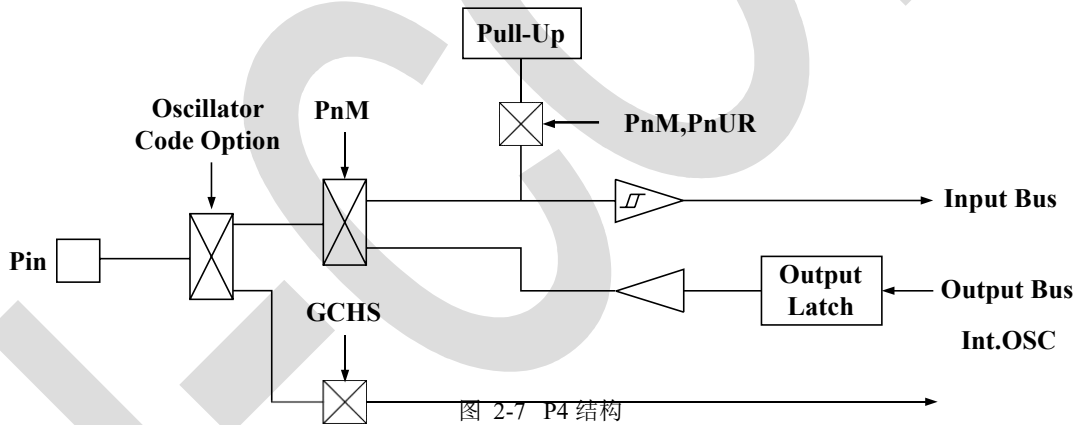 Pull-Up
Oscillator
Code Option
PnM
PnM,PnUR
Input Bus
Pin
Output
Latch
Output Bus
GCHS
Int.OSC
图 2-7 P4 结构